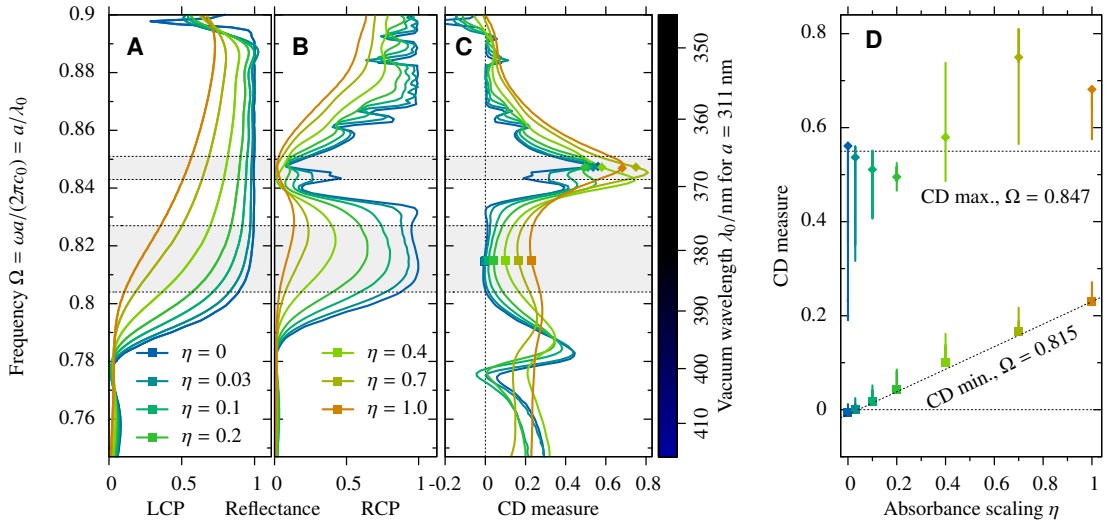 A
B
C
D
Frequency Ω = ωa/(2πc0) = a/λ0
0.9
0.88
0.86
0.84
0.82
0.8
0.78
0.76
η = 0
η = 0.03
η = 0.1
η = 0.2
η = 0.4
η = 0.7
η = 1.0
0 0.5 1
0 0.5 1
-0.2 0 0.2 0.4 0.6 0.8
LCP Reflectance RCP CD measure
350
360
370
380
390
400
410
Vacuum wavelength λ0/nm for a = 311 nm
CD measure
0.8
0.6
0.4
0.2
0
CD max., Ω = 0.847
CD min., Ω = 0.815
0 0.2 0.4 0.6 0.8 1
Absorbance scaling η